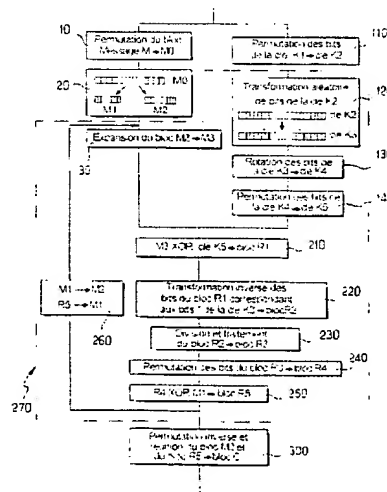 10
Permutation du bloc
Message M→M0
110
Permutation des bits
de la clé K1→clé K2
20
M0
M1 M2
Transformation aléatoire
de bits de la clé K2
clé K2
clé K3
Expansion du bloc M2→M3
30
Rotation des bits de
la clé K3→clé K4
Permutation des bits de
la clé K4→clé K5
M3 XOR clé K5→bloc R1
210
M1→M2
R5→M1
260
Transformation inverse des
bits du bloc R1 correspondant
aux bits de la clé K2→bloc R2
220
230
Division et traitement
du bloc R2→bloc R3
240
Permutation des bits du bloc R3→bloc R4
270
R4 XOR M1→bloc R5
250
Permutation inverse et
réunion du bloc M2 et
du bloc R5→bloc C
300